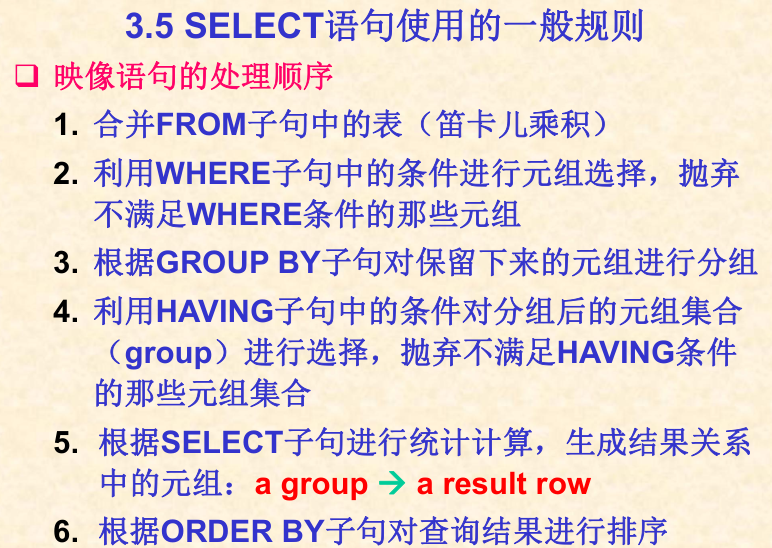 3.5 SELECT语句使用的一般规则
❑ 映像语句的处理顺序
1. 合并FROM子句中的表（笛卡儿乘积）
2. 利用WHERE子句中的条件进行元组选择，抛弃
不满足WHERE条件的那些元组
3. 根据GROUP BY子句对保留下来的元组进行分组
4. 利用HAVING子句中的条件对分组后的元组集合
（group）进行选择，抛弃不满足HAVING条件
的那些元组集合
5. 根据SELECT子句进行统计计算，生成结果关系
中的元组：a group → a result row
6. 根据ORDER BY子句对查询结果进行排序